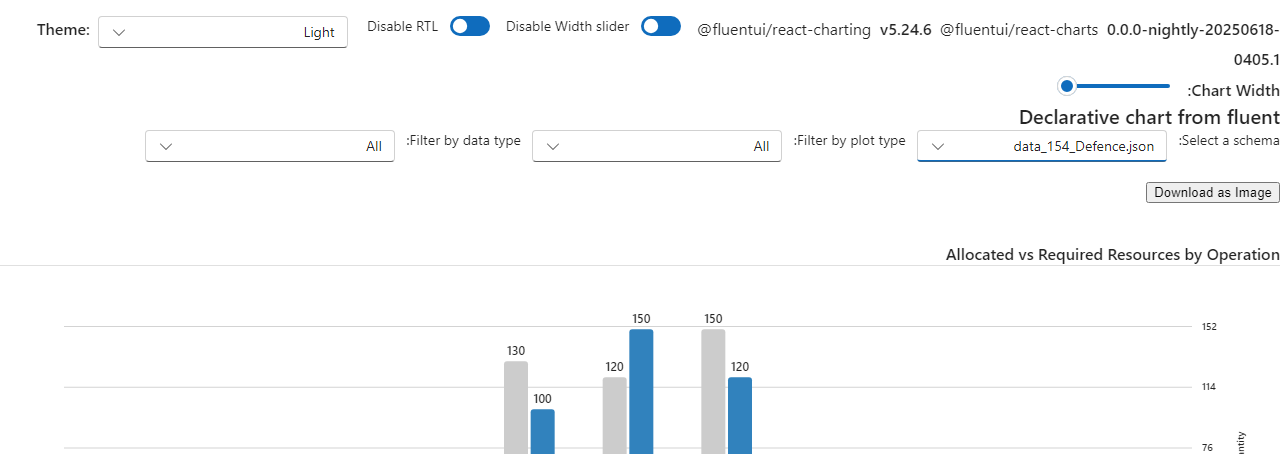 Theme: Light Disable RTL Disable Width slider @fluentui/react-charting v5.24.6 @fluentui/react-charts 0.0.0-nightly-20250618-
0405.1
:Chart Width
Declarative chart from fluent
:Select a schema data_154_Defence.json :Filter by plot type All :Filter by data type All
Download as Image
Allocated vs Required Resources by Operation
150 150
152
130
120 120
114
100
76